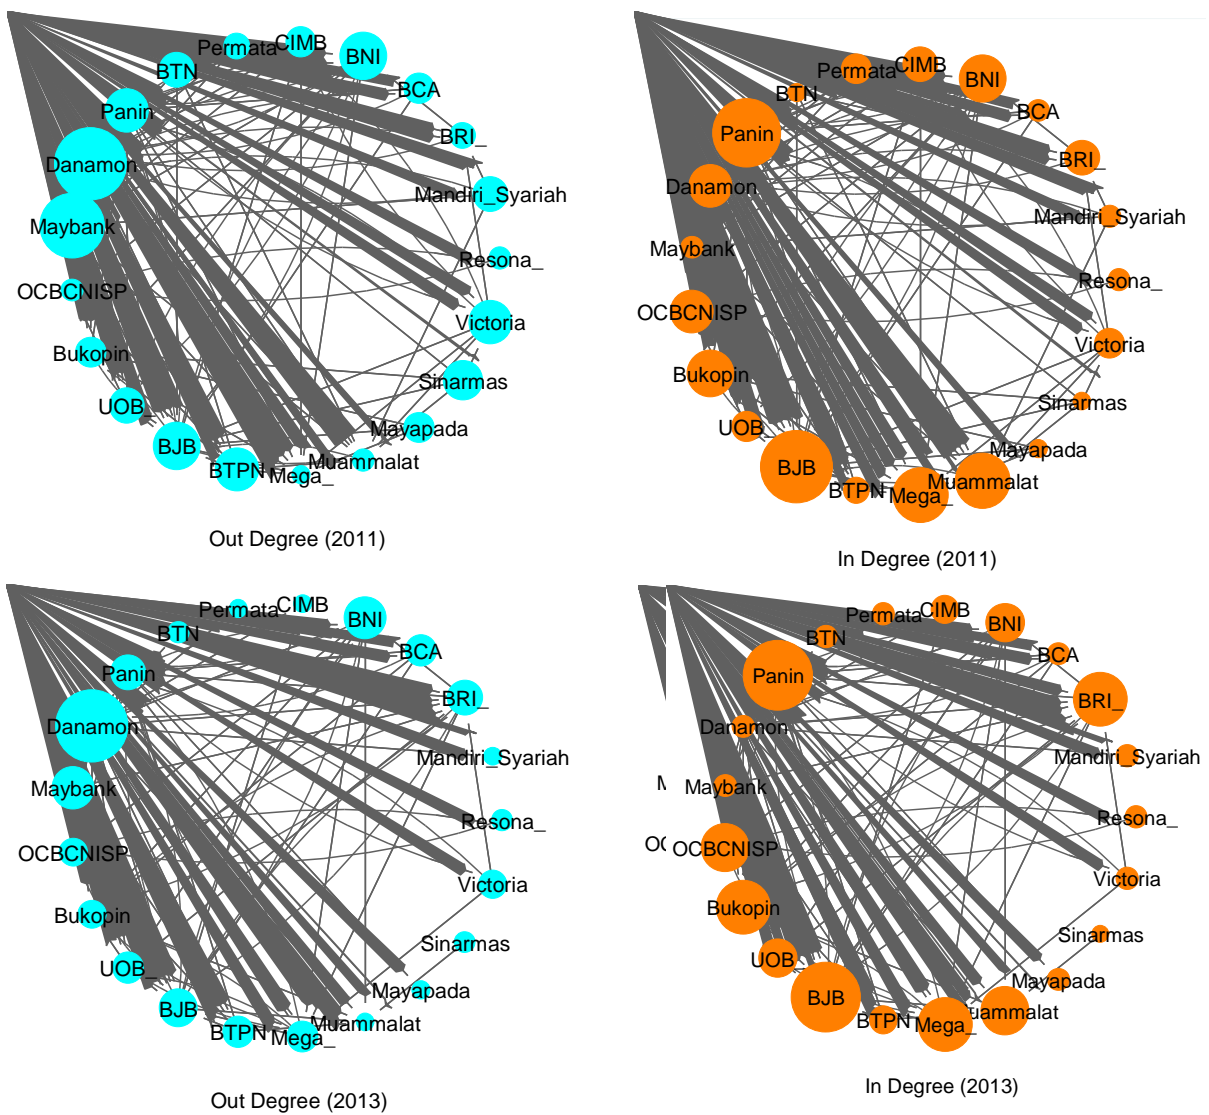 CIMB
Permata
BNI
BTN
BCA
Panin
BRI_
Danamon
Mandiri_Syariah
Maybank
Resona_
OCBCNISP
Victoria
Bukopin
Sinarmas
UOB_
Mayapada
BJB
Muammalat
BTPN
Mega_
Out Degree (2011)
CIMB
Permata
BNI
BTN
BCA
Panin
BRI_
Danamon
Mandiri_Syariah
Maybank
Resona_
OCBCNISP
Victoria
Bukopin
Sinarmas
UOB_
Mayapada
BJB
Muammalat
BTPN
Mega_
In Degree (2011)
CIMB
Permata
BNI
BTN
BCA
Panin
BRI_
Danamon
Mandiri_Syariah
Maybank
Resona_
OCBCNISP
Victoria
Bukopin
Sinarmas
UOB_
Mayapada
BJB
Muammalat
BTPN
Mega_
Out Degree (2013)
CIMB
Permata
BNI
BTN
BCA
Panin
BRI_
Danamon
Mandiri_Syariah
Maybank
Resona_
OCBCNISP
Victoria
Bukopin
Sinarmas
UOB_
Mayapada
BJB
uammalat
BTPN
Mega_
In Degree (2013)